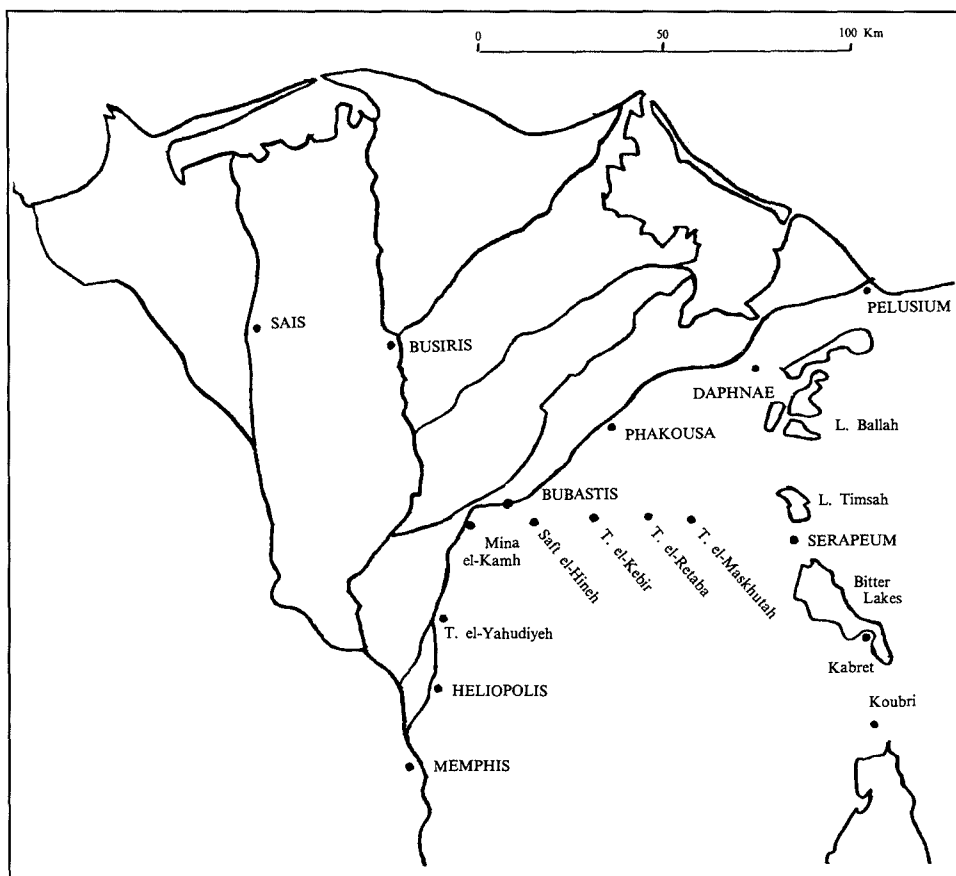 0 50 100 Km
SAIS
BUSIRIS
PELUSIUM
DAPHNAE
L. Ballah
PHAKOUSA
BUBASTIS
L. Timsah
SERAPEUM
Mina
el-Kamh
Saft el-Hineh
T. el-Kebir
T. el-Retaba
T. el-Maskhutah
Bitter
Lakes
T. el-Yahudiyeh
Kabret
HELIOPOLIS
Koubri
MEMPHIS